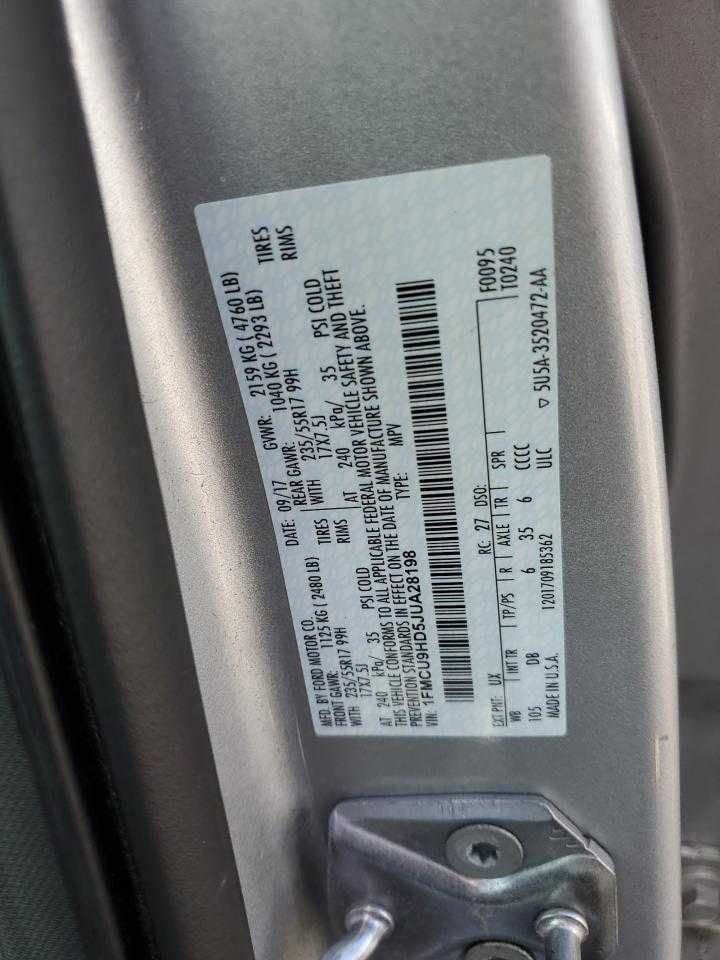 MFD. BY FORD MOTOR CO. DATE: 09/17 GVWR: 2159 KG ( 4760 LB)
FRONT GAWR: 1125 KG ( 2480 LB) REAR GAWR: 1040 KG ( 2293 LB)
WITH 235/55R17 99H TIRES WITH 235/55R17 99H TIRES
17X7.5J RIMS 17X7.5J RIMS
AT 240 kPa/ 35 PSI COLD AT 240 kPa/ 35 PSI COLD
THIS VEHICLE CONFORMS TO ALL APPLICABLE FEDERAL MOTOR VEHICLE SAFETY AND THEFT
PREVENTION STANDARDS IN EFFECT ON THE DATE OF MANUFACTURE SHOWN ABOVE.
VIN: 1FMCU9HD5JUA28198 TYPE: MPV
EXT PNT: UX RC: 27 DSO: F0095
WB INT TR TP/PS R AXLE TR SPR T0240
105 DB 6 35 6 CCCC
MADE IN U.S.A. 1201709185362 ULC ▽ 5U5A-3520472-AA